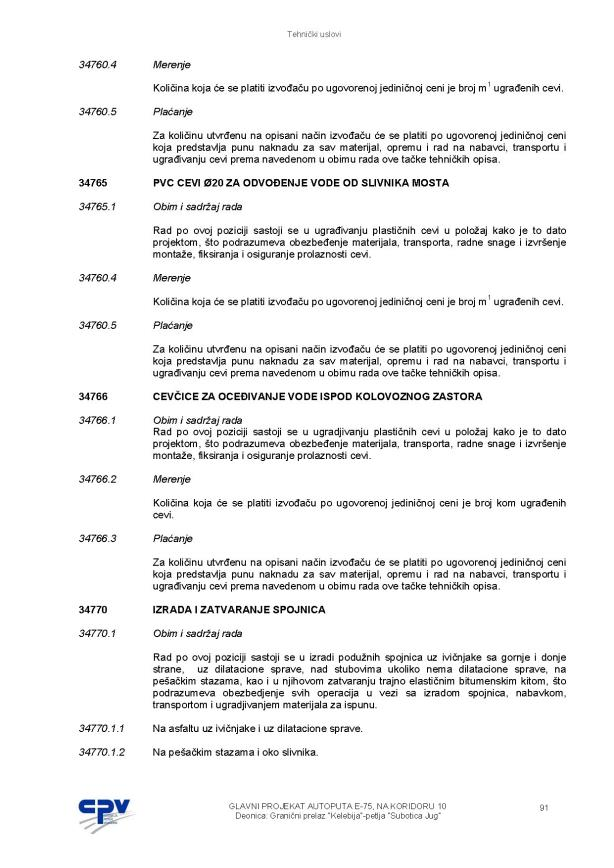 Tehnički uslovi
34760.4 Merenje
Količina koja će se platiti izvođaču po ugovorenoj jediničnoj ceni je broj m¹ ugrađenih cevi.
34760.5 Plaćanje
Za količinu utvrđenu na opisani način izvođaču će se platiti po ugovorenoj jediničnoj ceni
koja predstavlja punu naknadu za sav materijal, opremu i rad na nabavci, transportu i
ugrađivanju cevi prema navedenom u obimu rada ove tačke tehničkih opisa.
34765 PVC CEVI Ø20 ZA ODVOĐENJE VODE OD SLIVNIKA MOSTA
34765.1 Obim i sadržaj rada
Rad po ovoj poziciji sastoji se u ugrađivanju plastičnih cevi u položaj kako je to dato
projektom, što podrazumeva obezbeđenje materijala, transporta, radne snage i izvršenje
montaže, fiksiranja i osiguranje prolaznosti cevi.
34760.4 Merenje
Količina koja će se platiti izvođaču po ugovorenoj jediničnoj ceni je broj m¹ ugrađenih cevi.
34760.5 Plaćanje
Za količinu utvrđenu na opisani način izvođaču će se platiti po ugovorenoj jediničnoj ceni
koja predstavlja punu naknadu za sav materijal, opremu i rad na nabavci, transportu i
ugrađivanju cevi prema navedenom u obimu rada ove tačke tehničkih opisa.
34766 CEVČICE ZA OCEĐIVANJE VODE ISPOD KOLOVOZNOG ZASTORA
34766.1 Obim i sadržaj rada
Rad po ovoj poziciji sastoji se u ugradjivanju plastičnih cevi u položaj kako je to dato
projektom, što podrazumeva obezbeđenje materijala, transporta, radne snage i izvršenje
montaže, fiksiranja i osiguranje prolaznosti cevi.
34766.2 Merenje
Količina koja će se platiti izvođaču po ugovorenoj jediničnoj ceni je broj kom ugrađenih
cevi.
34766.3 Plaćanje
Za količinu utvrđenu na opisani način izvođaču će se platiti po ugovorenoj jediničnoj ceni
koja predstavlja punu naknadu za sav materijal, opremu i rad na nabavci, transportu i
ugrađivanju cevi prema navedenom u obimu rada ove tačke tehničkih opisa.
34770 IZRADA I ZATVARANJE SPOJNICA
34770.1 Obim i sadržaj rada
Rad po ovoj poziciji sastoji se u izradi podužnih spojnica uz ivičnjake sa gornje i donje
strane, uz dilatacione sprave, nad stubovima ukoliko nema dilatacione sprave, na
pešačkim stazama, kao i u njihovom zatvaranju trajno elastičnim bitumenskim kitom, što
podrazumeva obezbedjenje svih operacija u vezi sa izradom spojnica, nabavkom,
transportom i ugradjivanjem materijala za ispunu.
34770.1.1 Na asfaltu uz ivičnjake i uz dilatacione sprave.
34770.1.2 Na pešačkim stazama i oko slivnika.
CPV
GLAVNI PROJEKAT AUTOPUTA E-75, NA KORIDORU 10
Deonica: Granični prelaz "Kelebija"-petlja "Subotica Jug"
91